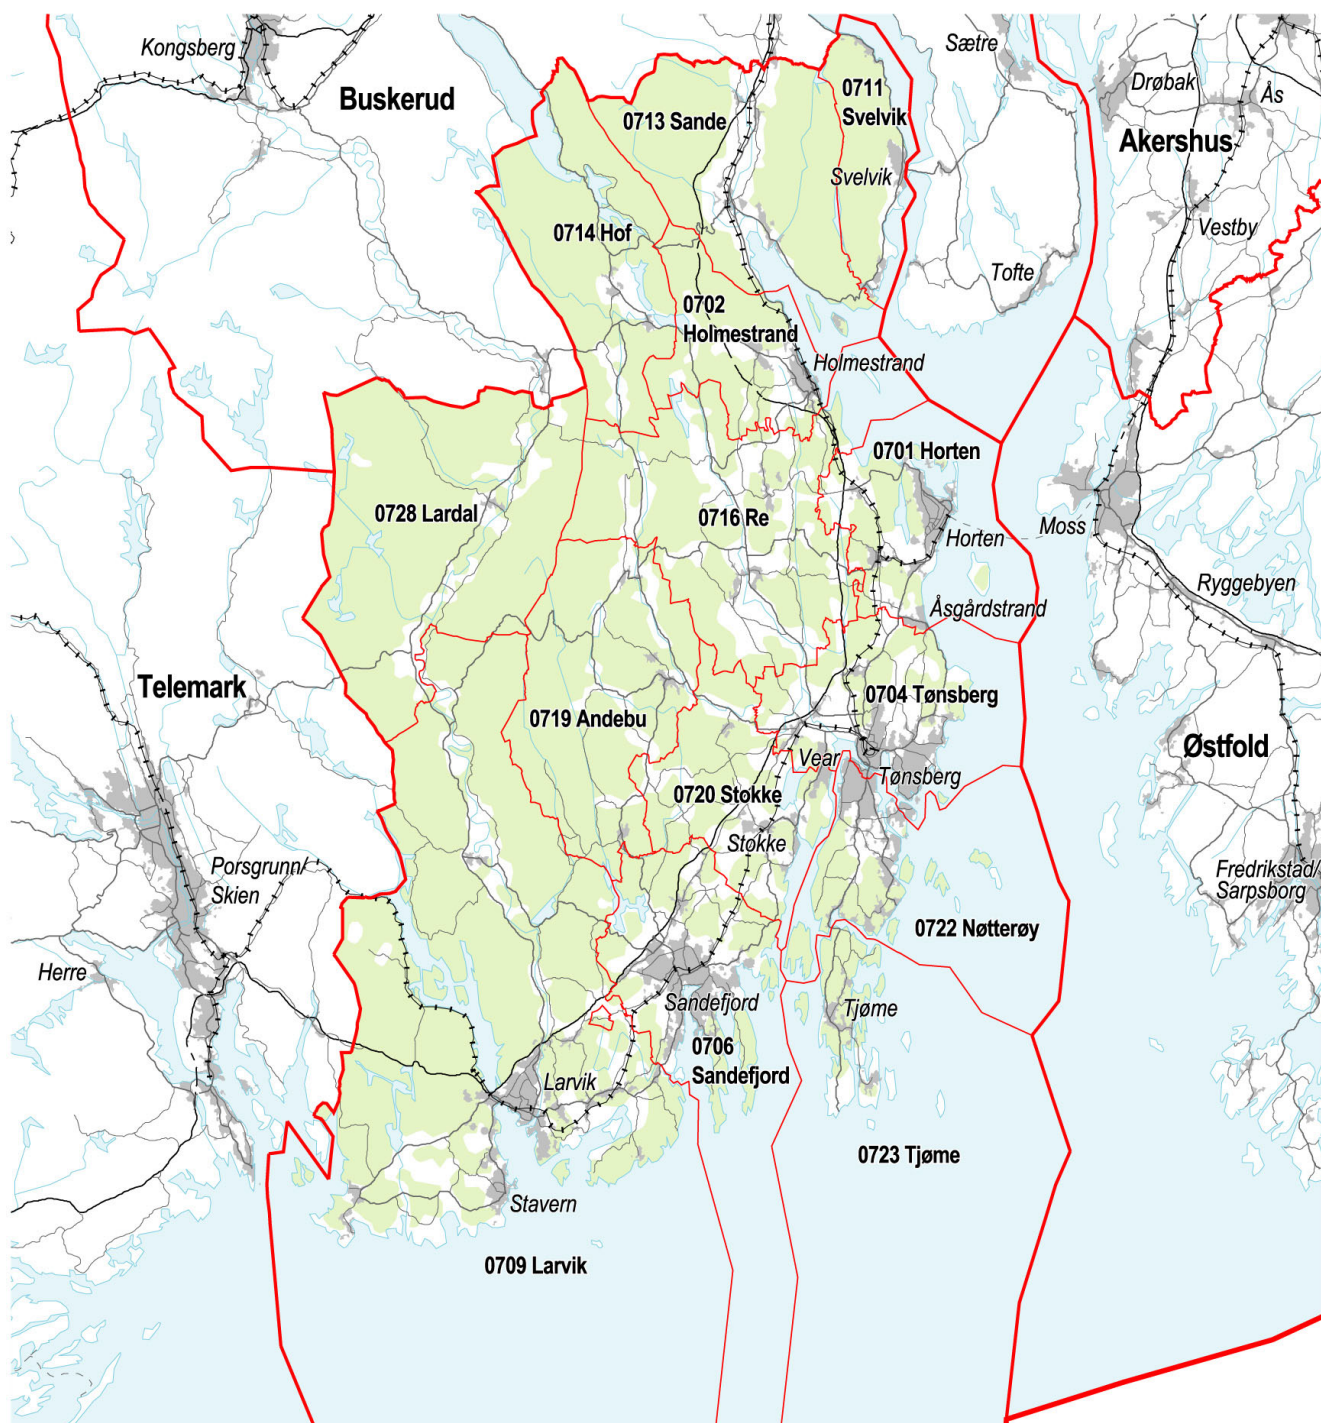 Kongsberg
Sætre
Drøbak
Ås
Buskerud
0711
Svelvik
0713 Sande
Akershus
Svelvik
Vestby
0714 Hof
Tofte
0702
Holmestrand
Holmestrand
0701 Horten
0728 Lardal
0716 Re
Horten
Moss
Ryggebyen
Åsgårdstrand
Telemark
0704 Tønsberg
0719 Andebu
Østfold
Vear
Tønsberg
0720 Stokke
Stokke
Porsgrunn/
Skien
Fredrikstad/
Sarpsborg
0722 Nøtterøy
Herre
Sandefjord
Tjøme
0706
Sandefjord
Larvik
0723 Tjøme
Stavern
0709 Larvik